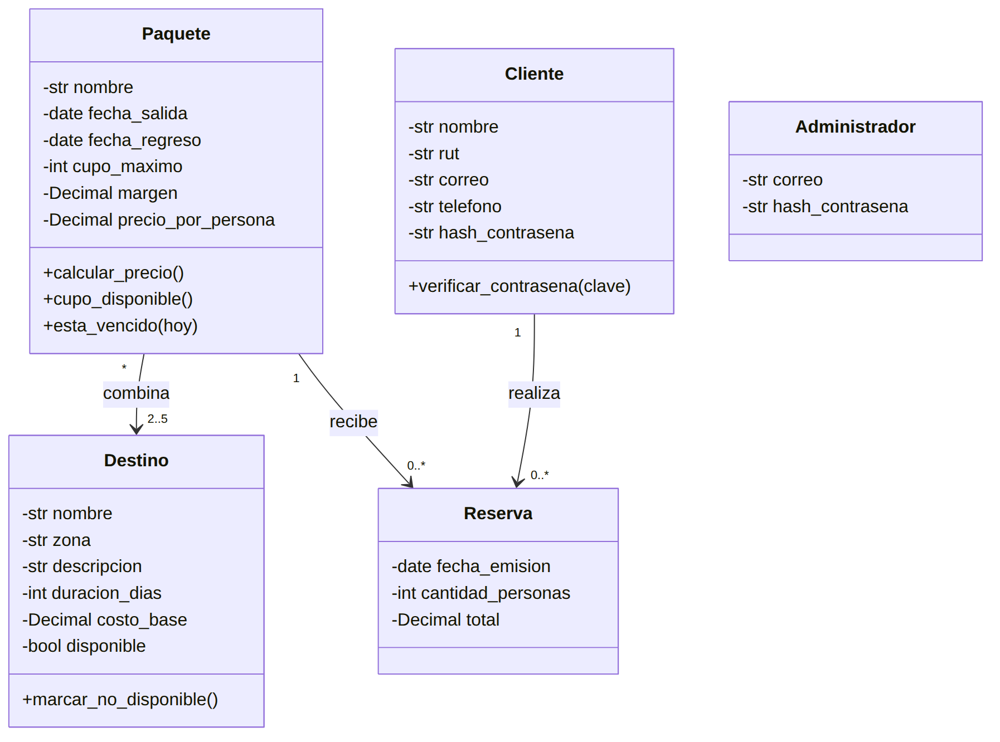 Paquete
-str nombre
-date fecha_salida
-date fecha_regreso
-int cupo_maximo
-Decimal margen
-Decimal precio_por_persona
+calcular_precio()
+cupo_disponible()
+esta_vencido(hoy)
Cliente
-str nombre
-str rut
-str correo
-str telefono
-str hash_contrasena
+verificar_contrasena(clave)
Administrador
-str correo
-str hash_contrasena
*
combina
2..5
1
recibe
0..*
1
realiza
0..*
Destino
-str nombre
-str zona
-str descripcion
-int duracion_dias
-Decimal costo_base
-bool disponible
+marcar_no_disponible()
Reserva
-date fecha_emision
-int cantidad_personas
-Decimal total